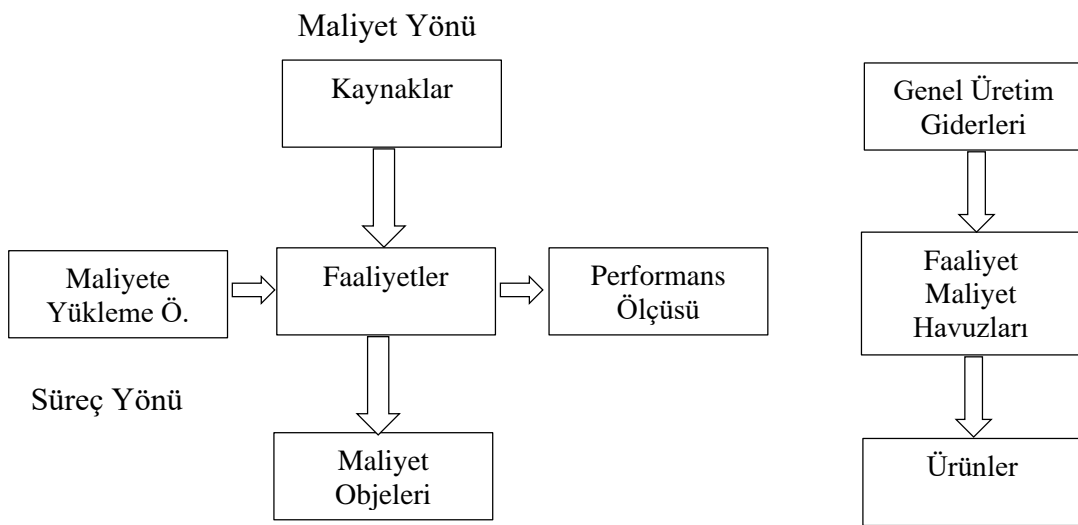 Maliyet Yönü
Kaynaklar
Genel Üretim
Giderleri
Maliyete
Yükleme Ö.
Faaliyetler
Performans
Ölçüsü
Faaliyet
Maliyet
Havuzları
Süreç Yönü
Maliyet
Objeleri
Ürünler